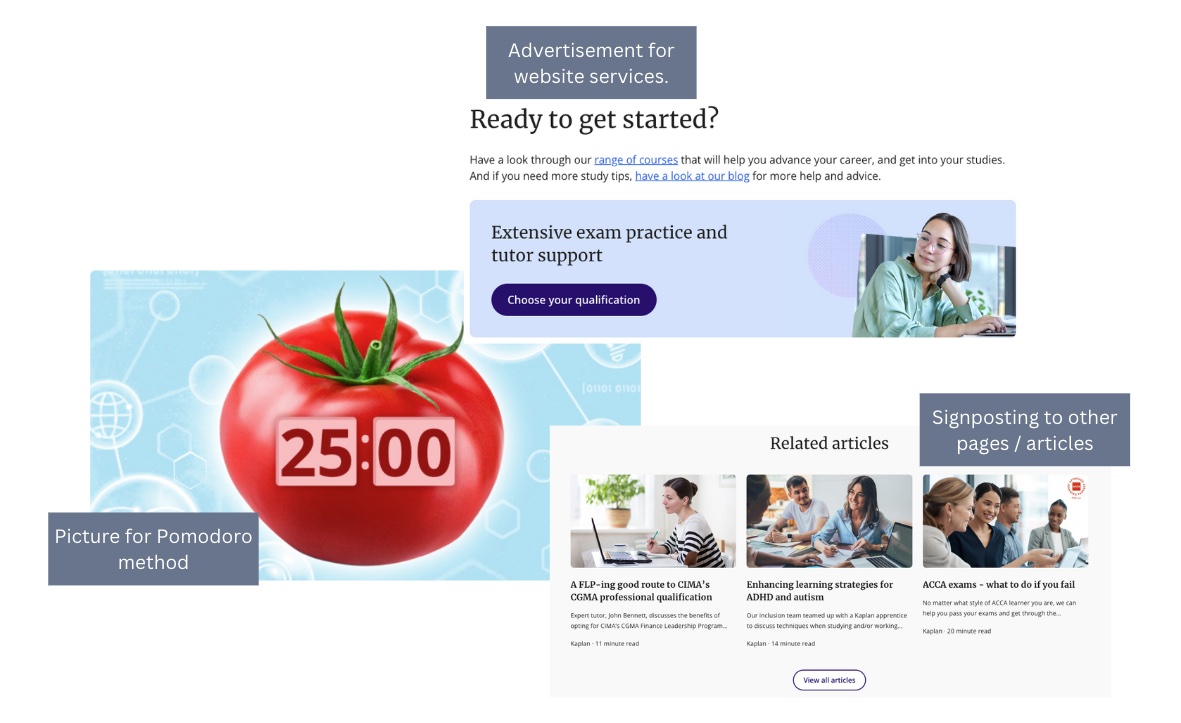 Advertisement for
website services.
Ready to get started?
Have a look through our range of courses that will help you advance your career, and get into your studies.
And if you need more study tips, have a look at our blog for more help and advice.
Extensive exam practice and
tutor support
Choose your qualification
25:00
Picture for Pomodoro
method
Signposting to other
pages / articles
Related articles
A FLP-ing good route to CIMA's
CGMA professional qualification
Expert tutor, John Bennett, discusses the benefits of
opting for CIMA's CGMA Finance Leadership Program...
Kaplan · 11 minute read
Enhancing learning strategies for
ADHD and autism
Our inclusion team teamed up with a Kaplan apprentice
to discuss techniques when studying and/or working...
Kaplan · 14 minute read
ACCA exams - what to do if you fail
No matter what style of ACCA learner you are, we can
help you pass your exams and get through the...
Kaplan · 20 minute read
View all articles